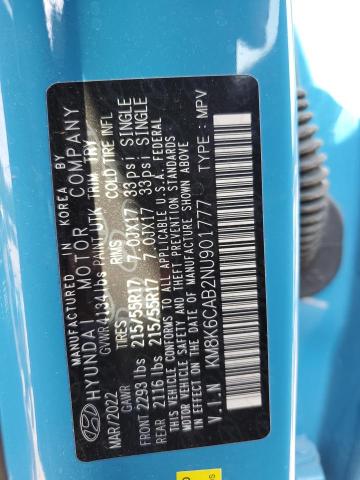 MANUFACTURED IN KOREA BY
HYUNDAI MOTOR COMPANY
GVWR 4134 lbs PAINT UTK TRIM TRY
MAR/2022 TIRES RIMS COLD TIRE INFL
GAWR
FRONT 2293 lbs 215/55R17 7.0JX17 33psi SINGLE
REAR 2116 lbs 215/55R17 7.0JX17 33psi SINGLE
THIS VEHICLE CONFORMS TO ALL APPLICABLE U.S.A. FEDERAL
MOTOR VEHICLE SAFETY, BUMPER, AND THEFT PREVENTION STANDARDS
IN EFFECT ON THE DATE OF MANUFACTURE SHOWN ABOVE.
V.I.N : KM8K6CAB2NU901777 TYPE : MPV